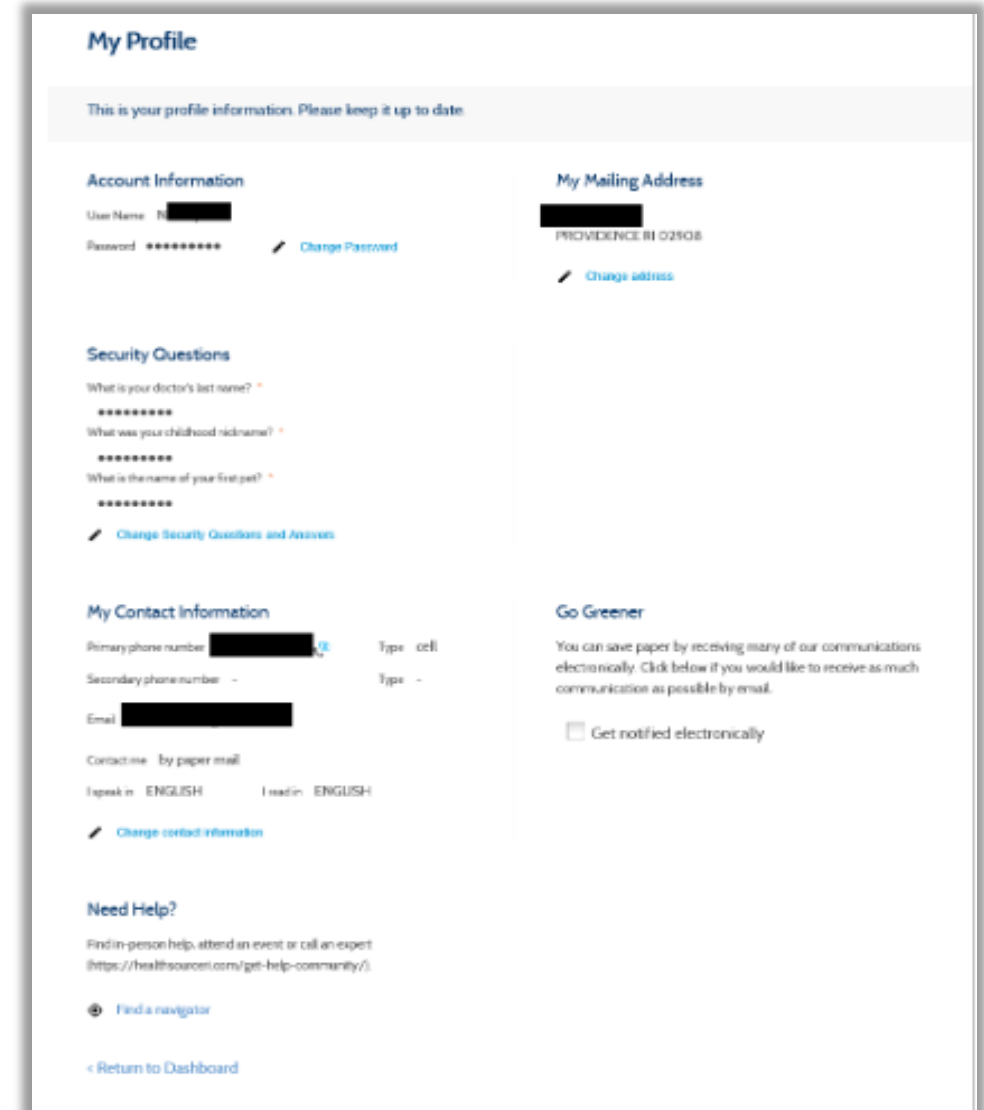 My Profile
This is your profile information. Please keep it up to date.
Account Information
User Name N
Password ●●●●●●●●● Change Password
My Mailing Address
PROVIDENCE RI 02908
Change address
Security Questions
What is your doctor's last name? *
●●●●●●●●●
What was your childhood nickname? *
●●●●●●●●●
What is the name of your first pet? *
●●●●●●●●●
Change Security Questions and Answers
My Contact Information
Primary phone number Type cell
Secondary phone number - Type -
Email
Contact me by paper mail
I speak in ENGLISH I read in ENGLISH
Change contact information
Go Greener
You can save paper by receiving many of our communications
electronically. Click below if you would like to receive as much
communication as possible by email.
Get notified electronically
Need Help?
Find in-person help, attend an event or call an expert
(https://healthsourceri.com/get-help-community/).
Find a navigator
< Return to Dashboard